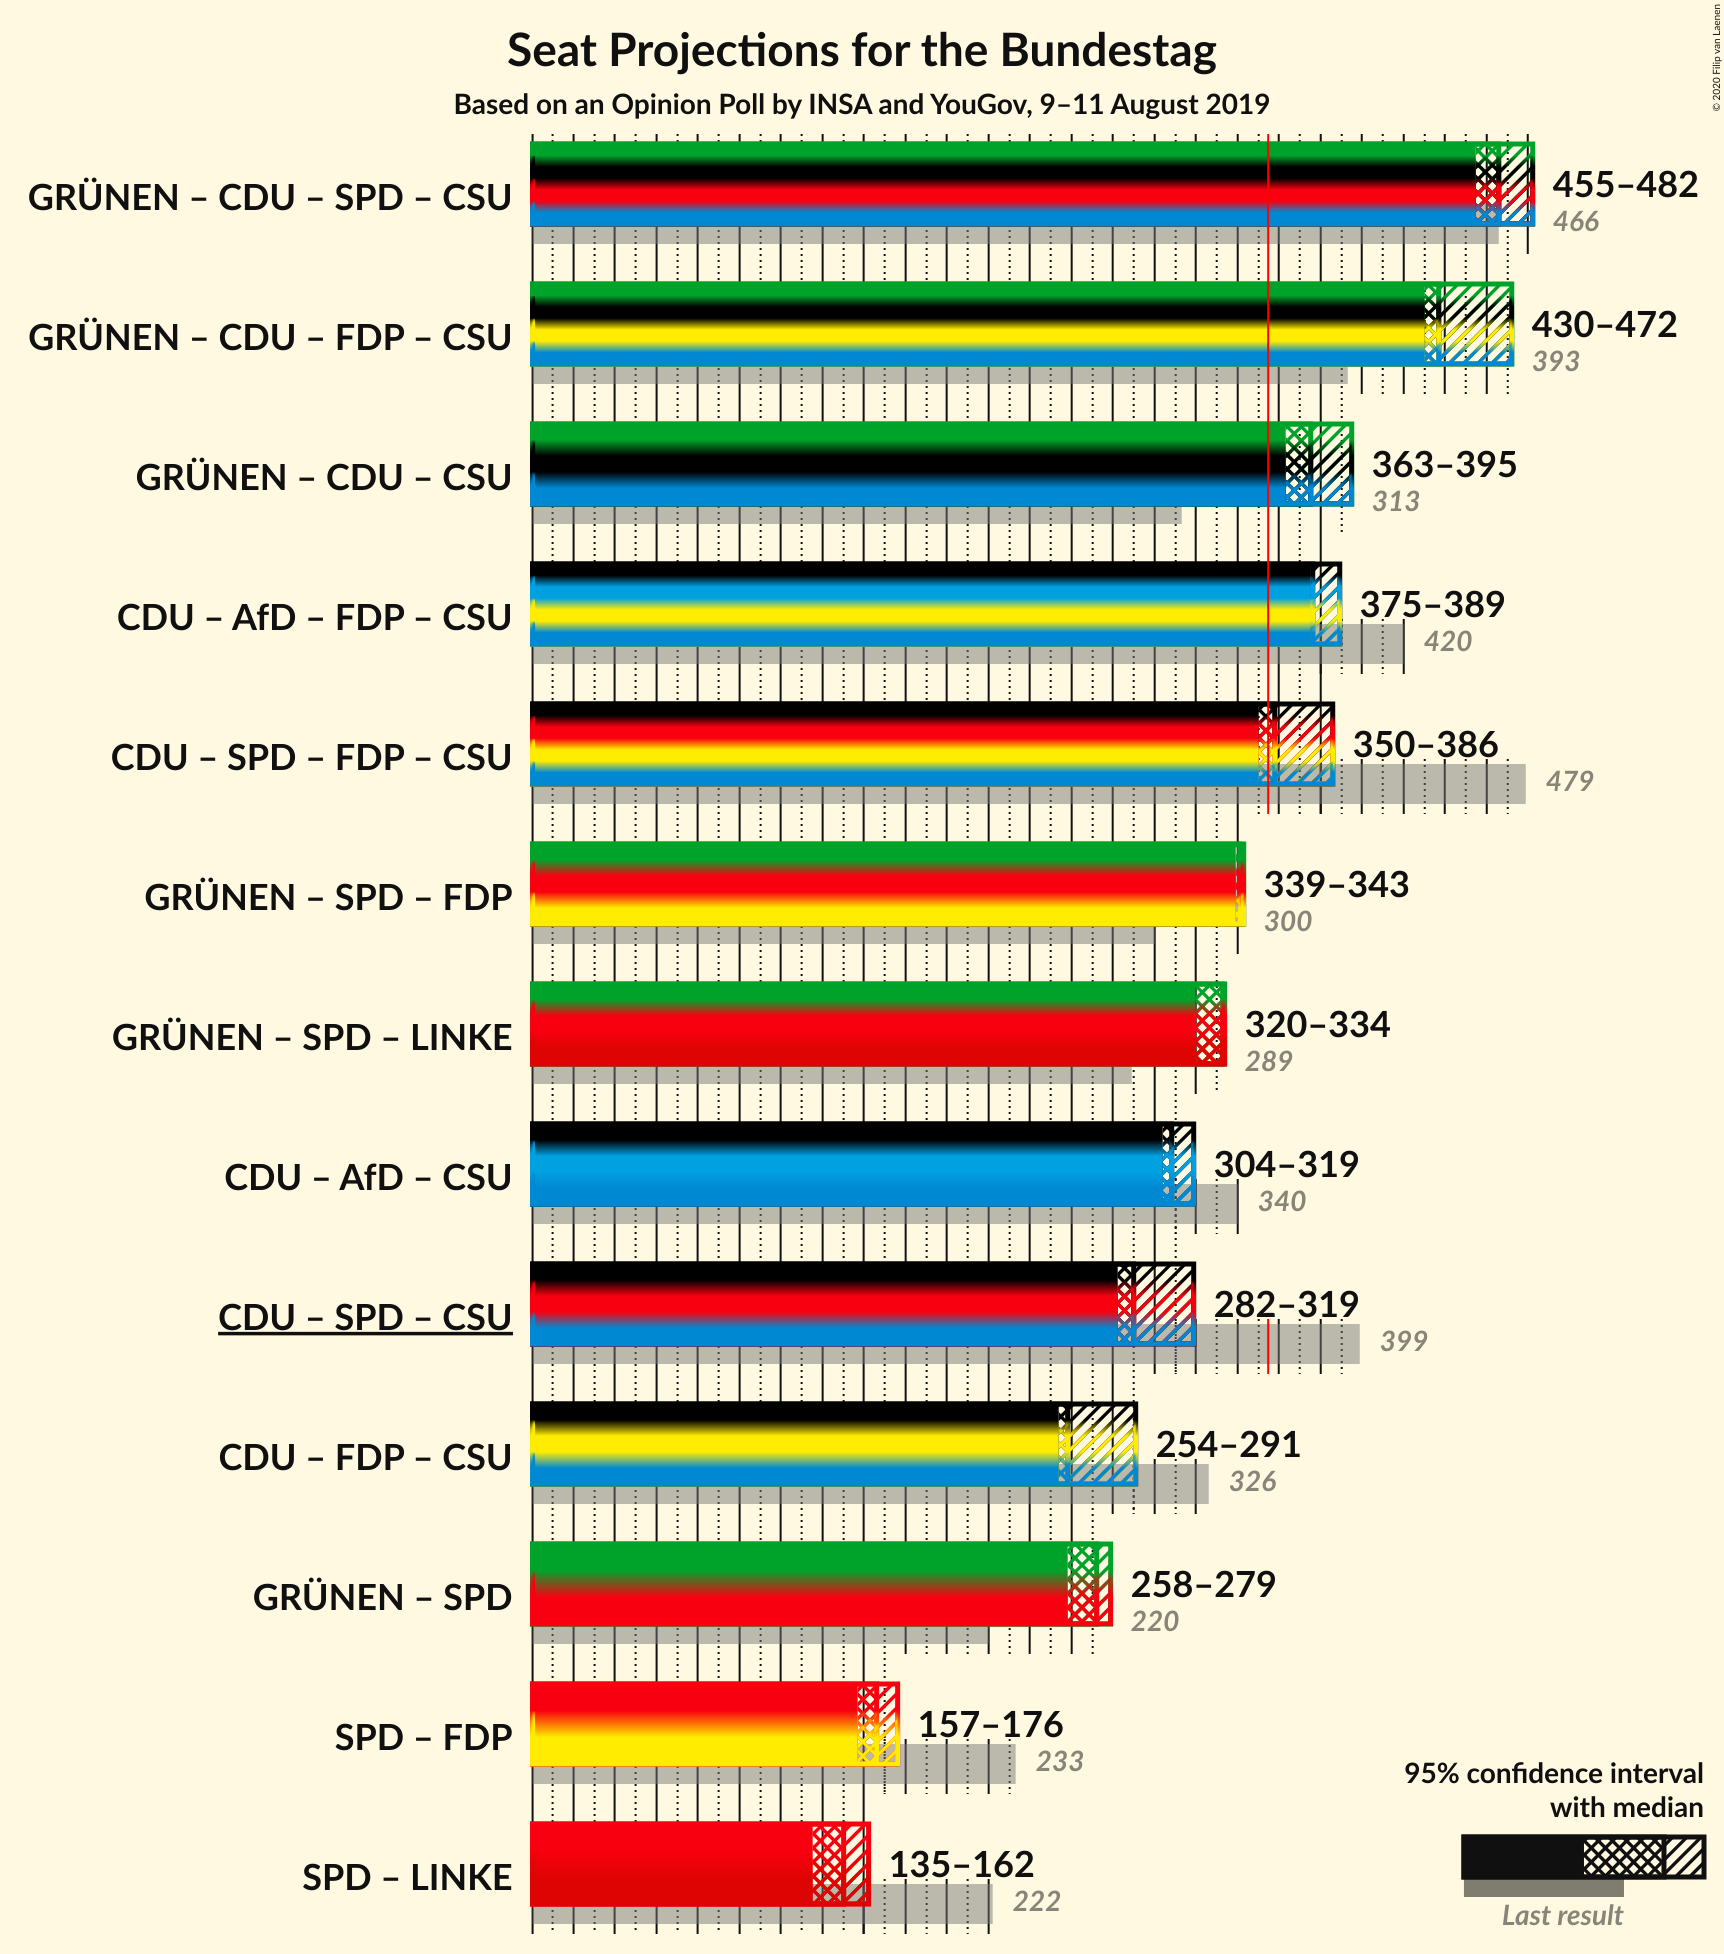 © 2020 Filip van Laenen
Seat Projections for the Bundestag
Based on an Opinion Poll by INSA and YouGov, 9–11 August 2019
GRÜNEN – CDU – SPD – CSU
455–482
466
GRÜNEN – CDU – FDP – CSU
430–472
393
GRÜNEN – CDU – CSU
363–395
313
CDU – AfD – FDP – CSU
375–389
420
CDU – SPD – FDP – CSU
350–386
479
GRÜNEN – SPD – FDP
339–343
300
GRÜNEN – SPD – LINKE
320–334
289
CDU – AfD – CSU
304–319
340
CDU – SPD – CSU
282–319
399
CDU – FDP – CSU
254–291
326
GRÜNEN – SPD
258–279
220
SPD – FDP
157–176
233
SPD – LINKE
135–162
222
95% confidence interval
with median
Last result